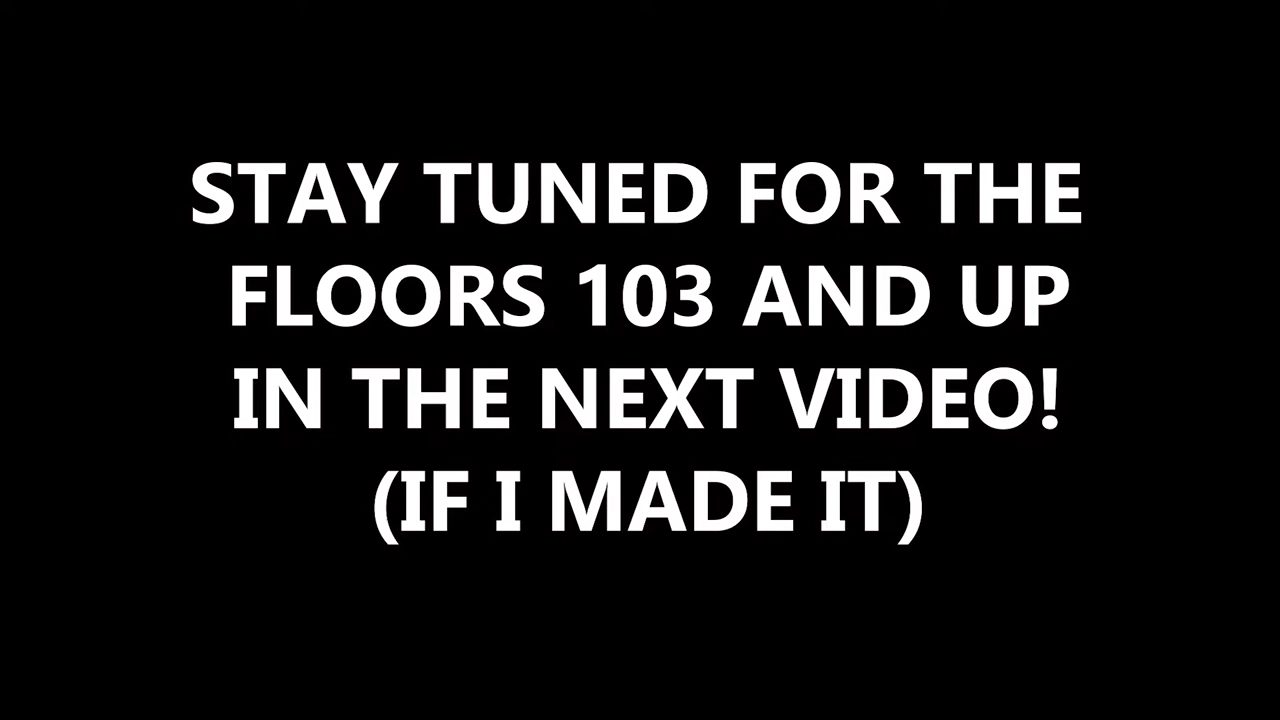 STAY TUNED FOR THE
FLOORS 103 AND UP
IN THE NEXT VIDEO!
(IF I MADE IT)